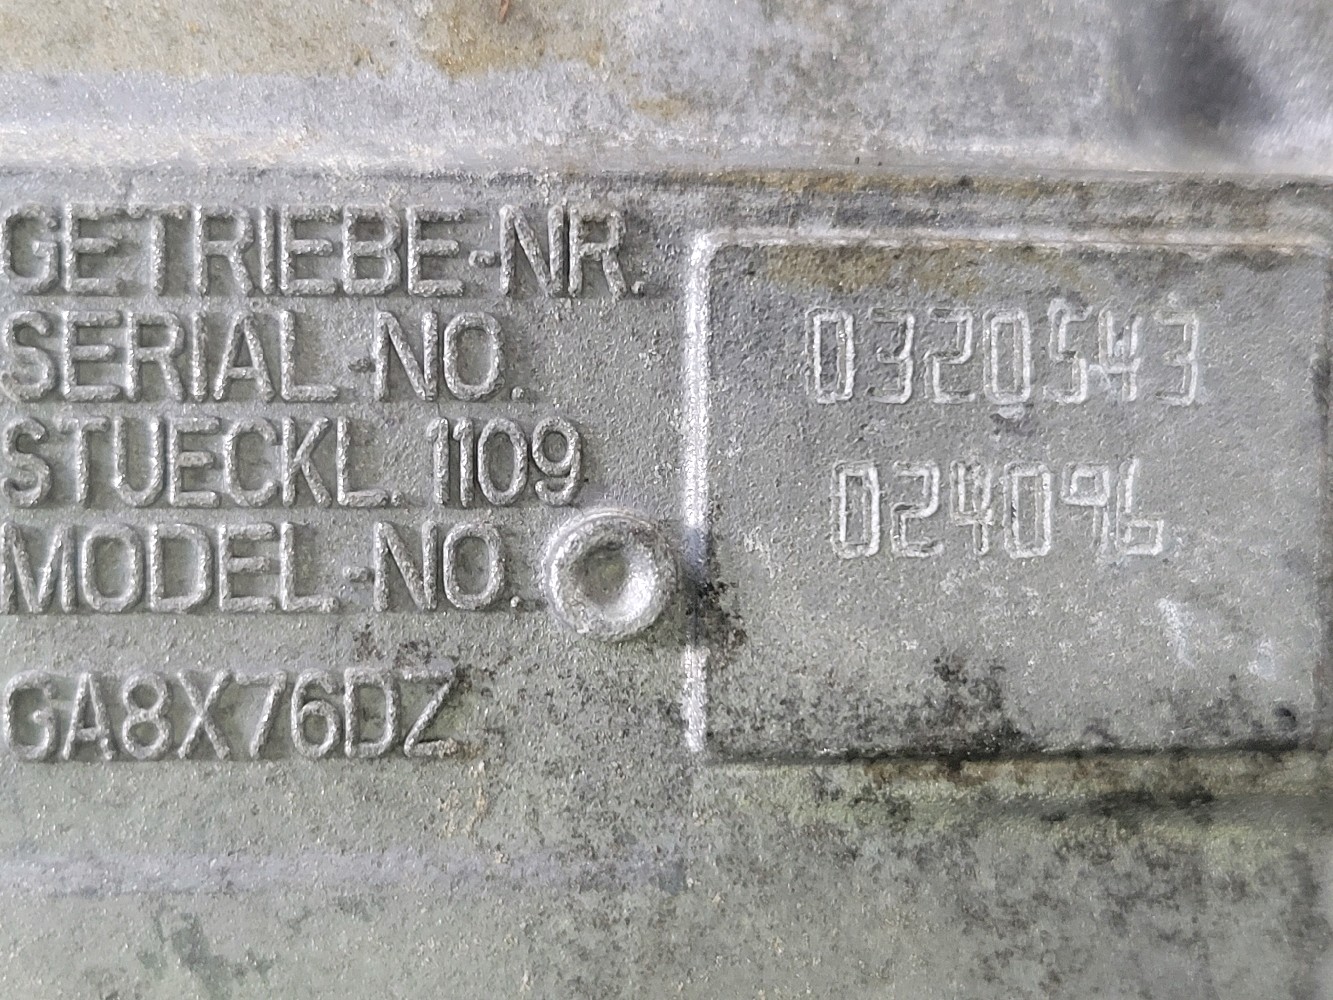 GETRIEBE-NR.
SERIAL-NO.
0320543
STUECKL. 1109
024096
MODEL-NO.
GA8X76DZ